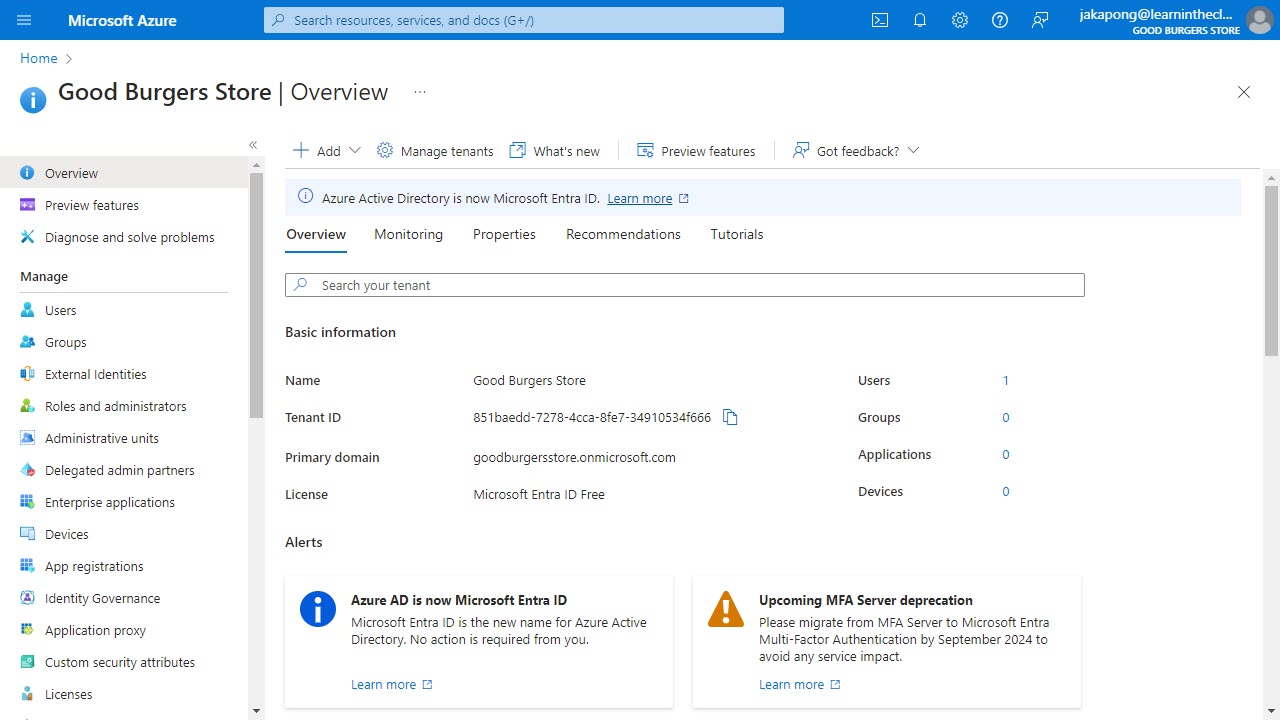 Microsoft Azure
Search resources, services, and docs (G+/)
jakapong@learninthecl...
GOOD BURGERS STORE
Home
Good Burgers Store | Overview
...
Add
Manage tenants
What's new
Preview features
Got feedback?
Overview
Preview features
Diagnose and solve problems
Manage
Users
Groups
External Identities
Roles and administrators
Administrative units
Delegated admin partners
Enterprise applications
Devices
App registrations
Identity Governance
Application proxy
Custom security attributes
Licenses
Azure Active Directory is now Microsoft Entra ID. Learn more
Overview Monitoring Properties Recommendations Tutorials
Search your tenant
Basic information
Name Good Burgers Store
Tenant ID 851baedd-7278-4cca-8fe7-34910534f666
Primary domain goodburgersstore.onmicrosoft.com
License Microsoft Entra ID Free
Users 1
Groups 0
Applications 0
Devices 0
Alerts
Azure AD is now Microsoft Entra ID
Microsoft Entra ID is the new name for Azure Active
Directory. No action is required from you.
Learn more
Upcoming MFA Server deprecation
Please migrate from MFA Server to Microsoft Entra
Multi-Factor Authentication by September 2024 to
avoid any service impact.
Learn more